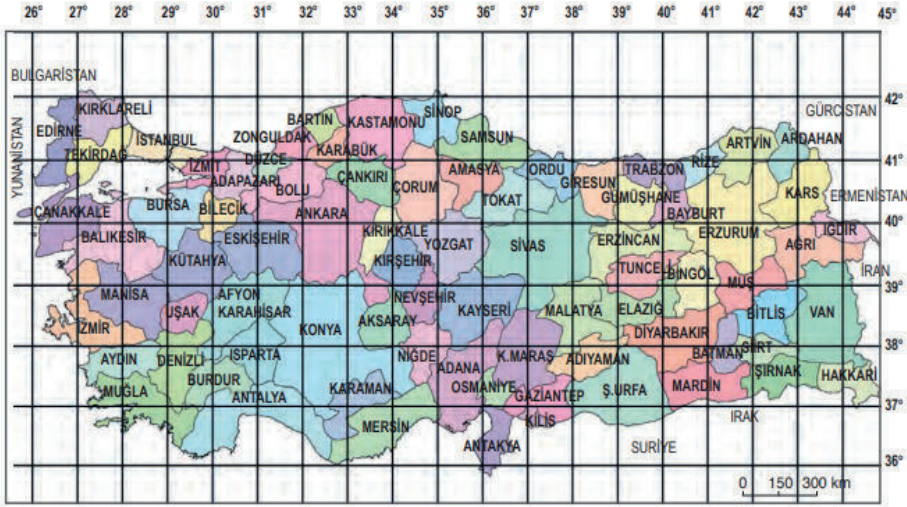 26° 27° 28° 29° 30° 31° 32° 33° 34° 35° 36° 37° 38° 39° 40° 41° 42° 43° 44° 45°
BULGARİSTAN
YUNANİSTAN
GÜRCİSTAN
ERMENİSTAN
İRAN
IRAK
SURİYE
42°
41°
40°
39°
38°
37°
36°
KIRKLARELİ
EDİRNE
TEKİRDAG
İSTANBUL
ZONGULDAK
BARTIN
KASTAMONU
SİNOP
SAMSUN
KARABÜK
DÜZCE
İZMİT
ADAPAZARI
BOLU
ÇANKIRI
ÇORUM
AMASYA
ORDU
GİRESUN
TRABZON
RİZE
ARTVİN
ARDAHAN
TOKAT
GÜMÜŞHANE
BAYBURT
KARS
ÇANAKKALE
BURSA
BİLECİK
ANKARA
BALIKESİR
ESKİŞEHİR
KIRIKKALE
YOZGAT
SİVAS
ERZİNCAN
ERZURUM
IGDIR
AGRI
KÜTAHYA
KIRŞEHİR
TUNCELİ
BİNGÖL
MUŞ
MANİSA
UŞAK
AFYON
KARAHİSAR
KONYA
AKSARAY
NEVŞEHİR
KAYSERİ
MALATYA
ELAZIĞ
BİTLİS
VAN
İZMİR
DİYARBAKIR
BATMAN
SİİRT
AYDIN
DENİZLİ
ISPARTA
NİĞDE
ADANA
K.MARAŞ
ADIYAMAN
ŞIRNAK
HAKKARİ
MUĞLA
BURDUR
ANTALYA
KARAMAN
OSMANİYE
GAZİANTEP
Ş.URFA
MARDİN
MERSİN
KİLİS
ANTAKYA
0 150 300 km